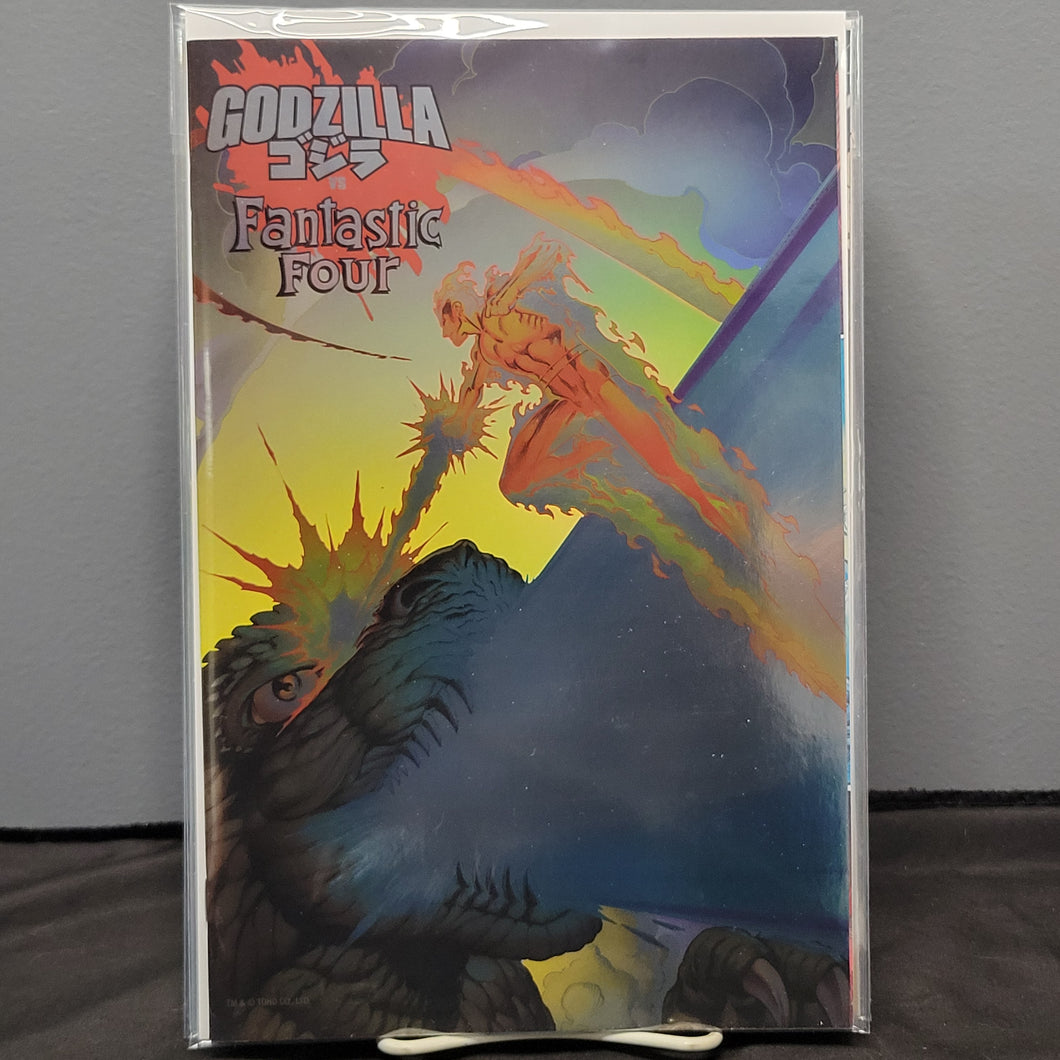 GODZILLA
ゴジラ
VS
Fantastic
Four
TM & © TOHO CO., LTD